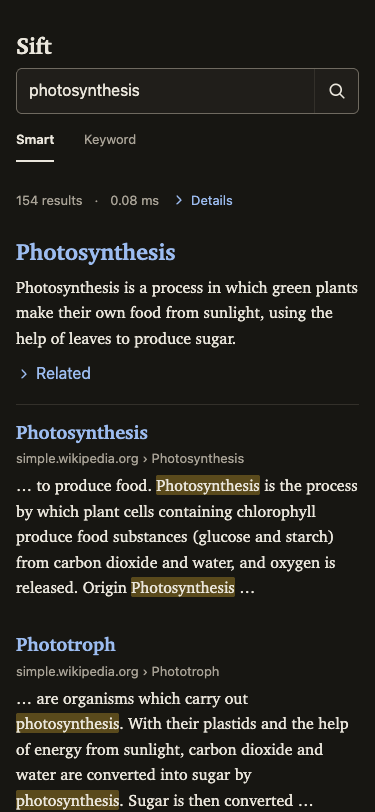 Sift
photosynthesis
Smart Keyword
154 results · 0.08 ms › Details
Photosynthesis
Photosynthesis is a process in which green plants
make their own food from sunlight, using the
help of leaves to produce sugar.
› Related
Photosynthesis
simple.wikipedia.org › Photosynthesis
… to produce food. Photosynthesis is the process
by which plant cells containing chlorophyll
produce food substances (glucose and starch)
from carbon dioxide and water, and oxygen is
released. Origin Photosynthesis …
Phototroph
simple.wikipedia.org › Phototroph
… are organisms which carry out
photosynthesis. With their plastids and the help
of energy from sunlight, carbon dioxide and
water are converted into sugar by
photosynthesis. Sugar is then converted …